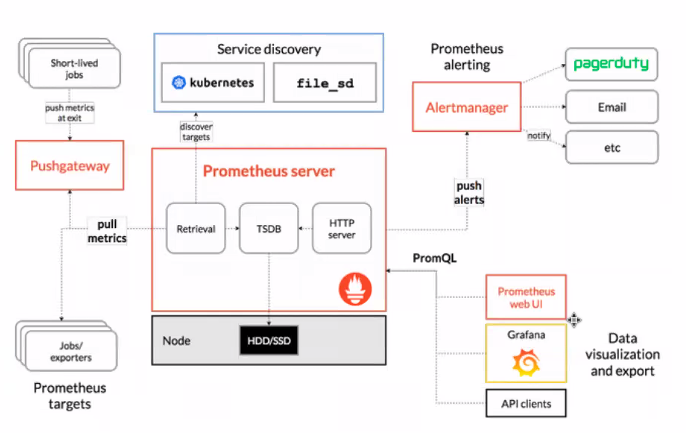 Short-lived
jobs
push metrics
at exit
Pushgateway
pull
metrics
Jobs/
exporters
Prometheus
targets
Service discovery
kubernetes
file_sd
discover
targets
Prometheus server
Retrieval
TSDB
HTTP
server
Node
HDD/SSD
Prometheus
alerting
Alertmanager
pagerduty
Email
etc
notify
push
alerts
PromQL
Prometheus
web UI
Grafana
API clients
Data
visualization
and export